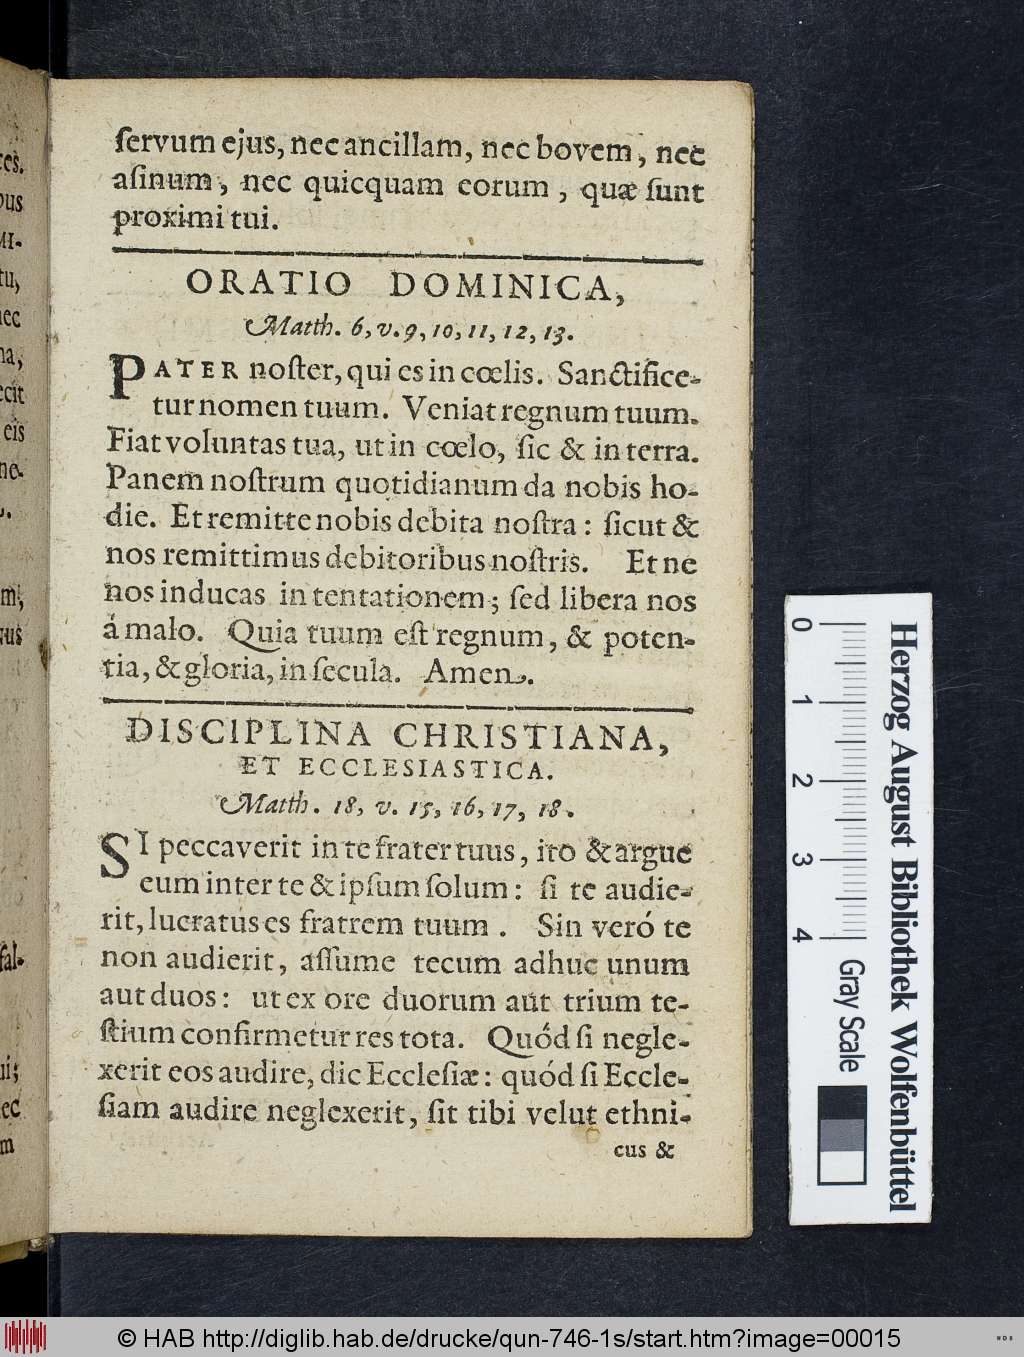 ſervum ejus, nec ancillam, nec bovem, nec
aſinum, nec quicquam eorum, quæ ſunt
proximi tui.
ORATIO DOMINICA,
Matth. 6, v. 9, 10, 11, 12, 13.
PATER noſter, qui es in cœlis. Sanctifice-
tur nomen tuum. Veniat regnum tuum.
Fiat voluntas tua, ut in cœlo, ſic & in terra.
Panem noſtrum quotidianum da nobis ho-
die. Et remitte nobis debita noſtra: ſicut &
nos remittimus debitoribus noſtris. Et ne
nos inducas in tentationem; ſed libera nos
á malo. Quia tuum eſt regnum, & poten-
tia, & gloria, in ſecula. Amen.
DISCIPLINA CHRISTIANA,
ET ECCLESIASTICA.
Matth. 18, v. 15, 16, 17, 18.
SI peccaverit in te frater tuus, ito & argue
eum inter te & ipſum ſolum: ſi te audie-
rit, lucratus es fratrem tuum. Sin veró te
non audierit, aſſume tecum adhuc unum
aut duos: ut ex ore duorum aut trium te-
ſtium confirmetur res tota. Quód ſi negle-
xerit eos audire, dic Eccleſiæ: quód ſi Eccle-
ſiam audire neglexerit, ſit tibi velut ethni-
cus &
0 1 2 3 4 Gray Scale
Herzog August Bibliothek Wolfenbüttel
© HAB http://diglib.hab.de/drucke/qun-746-1s/start.htm?image=00015